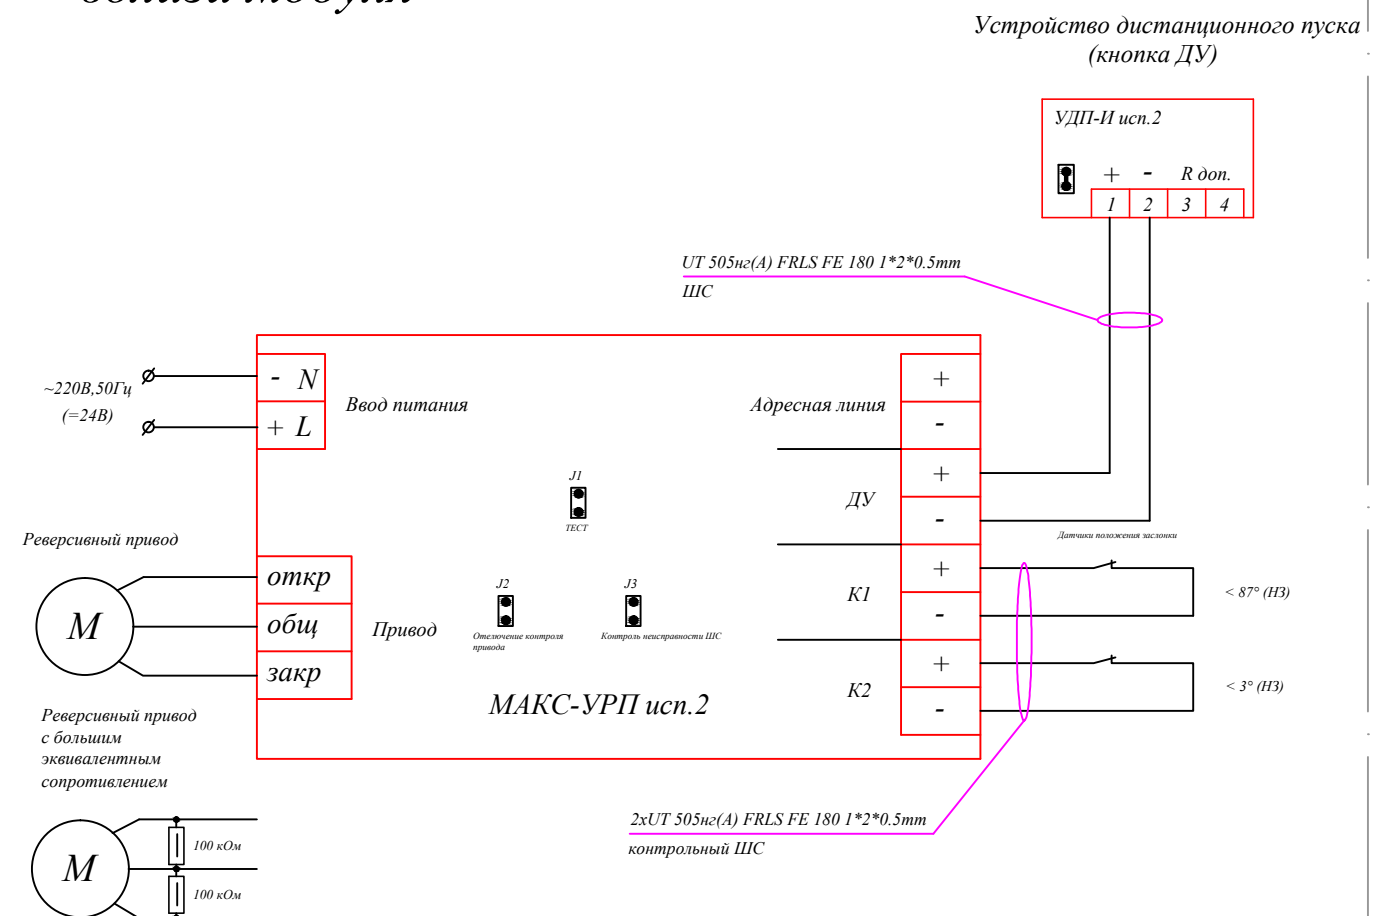 Устройство дистанционного пуска
(кнопка ДУ)
УДП-И исп.2
+ - R доп.
1 2 3 4
UT 505нг(А) FRLS FE 180 1*2*0.5mm
ШС
~220В,50Гц
(=24В)
- N
+ L
Ввод питания
Адресная линия
+
-
ДУ
+
-
J1
ТЕСТ
Датчики положения заслонки
Реверсивный привод
М
откр
общ
закр
Привод
J2
Отключение контроля
привода
J3
Контроль неисправности ШС
К1
+
-
< 87° (НЗ)
К2
+
-
< 3° (НЗ)
МАКС-УРП исп.2
Реверсивный привод
с большим
эквивалентным
сопротивлением
М
100 кОм
100 кОм
2xUT 505нг(А) FRLS FE 180 1*2*0.5mm
контрольный ШС